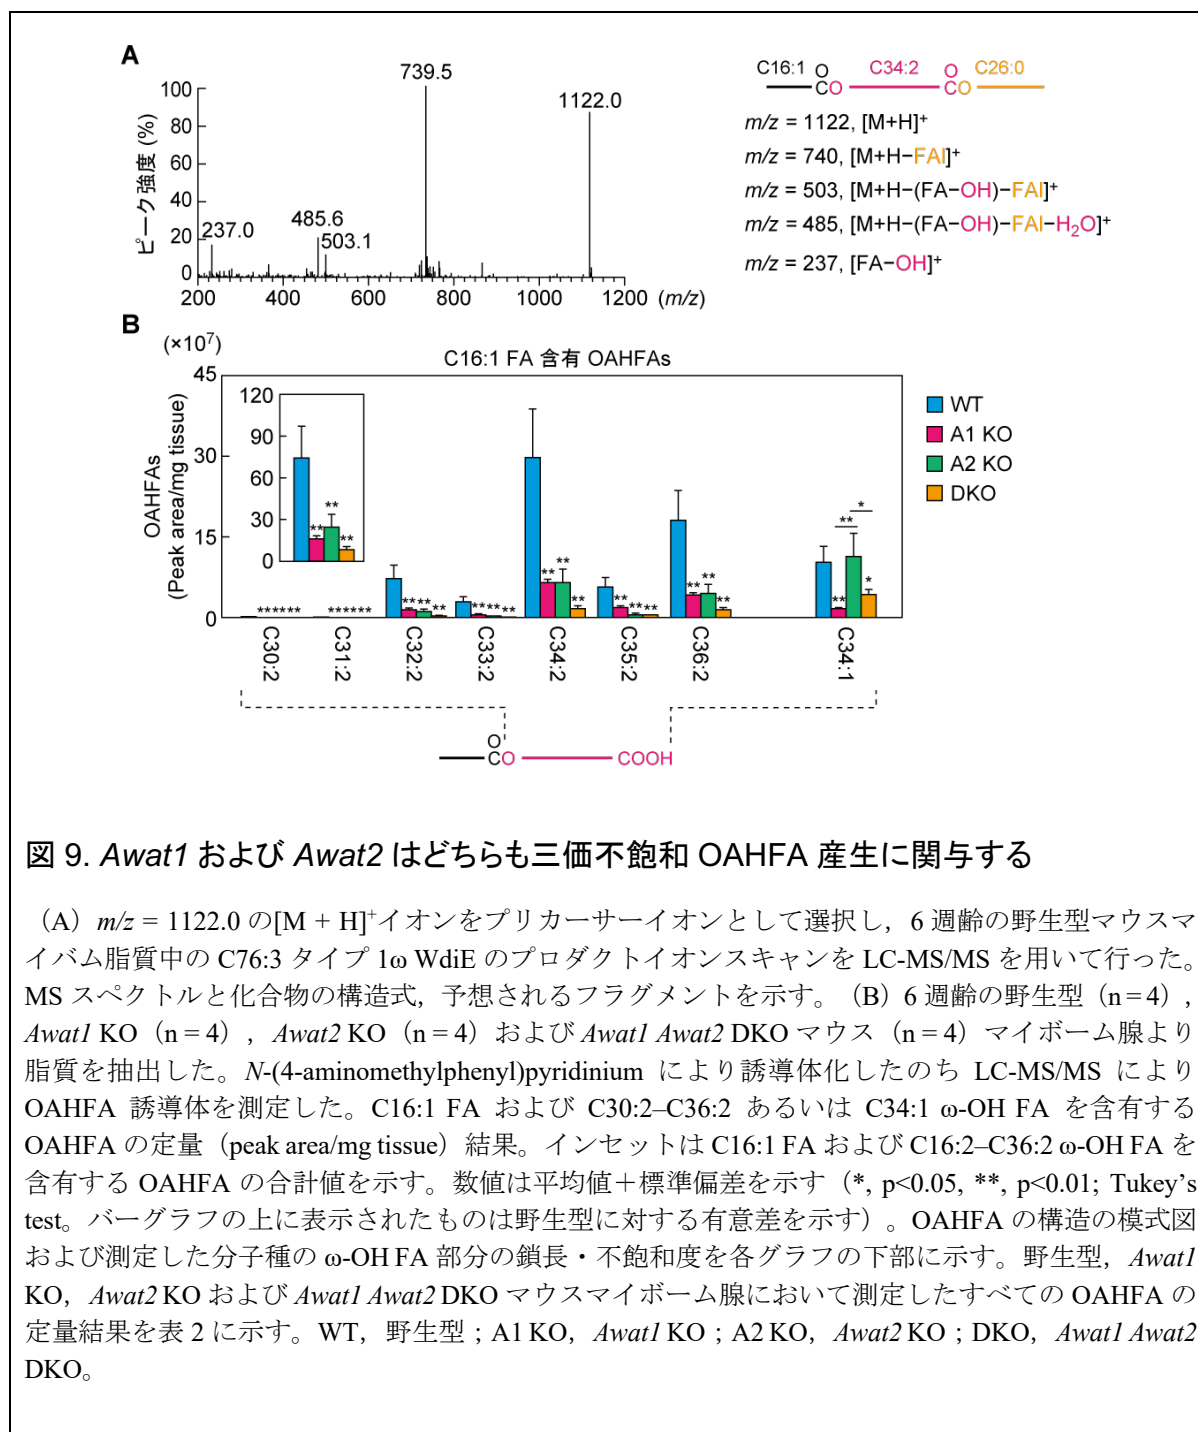 A
ピーク強度 (%)
100
80
60
40
20
0
739.5
1122.0
485.6
503.1
237.0
200
400
600
800
1000
1200
(m/z)
C16:1
O
CO
C34:2
O
CO
C26:0
m/z = 1122, [M+H]⁺
m/z = 740, [M+H−FAl]⁺
m/z = 503, [M+H−(FA−OH)−FAl]⁺
m/z = 485, [M+H−(FA−OH)−FAl−H₂O]⁺
m/z = 237, [FA−OH]⁺
B
(×10⁷)
C16:1 FA 含有 OAHFAs
OAHFAs
(Peak area/mg tissue)
45
30
15
0
120
90
60
30
0
**
**
**
******
******
** ** **
** ** **
** **
**
** ** **
** **
**
**
**
*
*
WT
A1 KO
A2 KO
DKO
C30:2
C31:2
C32:2
C33:2
C34:2
C35:2
C36:2
C34:1
O
CO
COOH
図 9. Awat1 および Awat2 はどちらも三価不飽和 OAHFA 産生に関与する
（A）m/z = 1122.0 の[M + H]⁺イオンをプリカーサーイオンとして選択し，6 週齢の野生型マウスマ
イバム脂質中の C76:3 タイプ 1ω WdiE のプロダクトイオンスキャンを LC-MS/MS を用いて行った。
MS スペクトルと化合物の構造式，予想されるフラグメントを示す。（B）6 週齢の野生型（n = 4），
Awat1 KO（n = 4），Awat2 KO（n = 4）および Awat1 Awat2 DKO マウス（n = 4）マイボーム腺より
脂質を抽出した。N-(4-aminomethylphenyl)pyridinium により誘導体化したのち LC-MS/MS により
OAHFA 誘導体を測定した。C16:1 FA および C30:2–C36:2 あるいは C34:1 ω-OH FA を含有する
OAHFA の定量（peak area/mg tissue）結果。インセットは C16:1 FA および C16:2–C36:2 ω-OH FA を
含有する OAHFA の合計値を示す。数値は平均値＋標準偏差を示す（*, p<0.05, **, p<0.01; Tukey’s
test。バーグラフの上に表示されたものは野生型に対する有意差を示す）。OAHFA の構造の模式図
および測定した分子種の ω-OH FA 部分の鎖長・不飽和度を各グラフの下部に示す。野生型，Awat1
KO，Awat2 KO および Awat1 Awat2 DKO マウスマイボーム腺において測定したすべての OAHFA の
定量結果を表 2 に示す。WT，野生型；A1 KO，Awat1 KO；A2 KO，Awat2 KO；DKO，Awat1 Awat2
DKO。